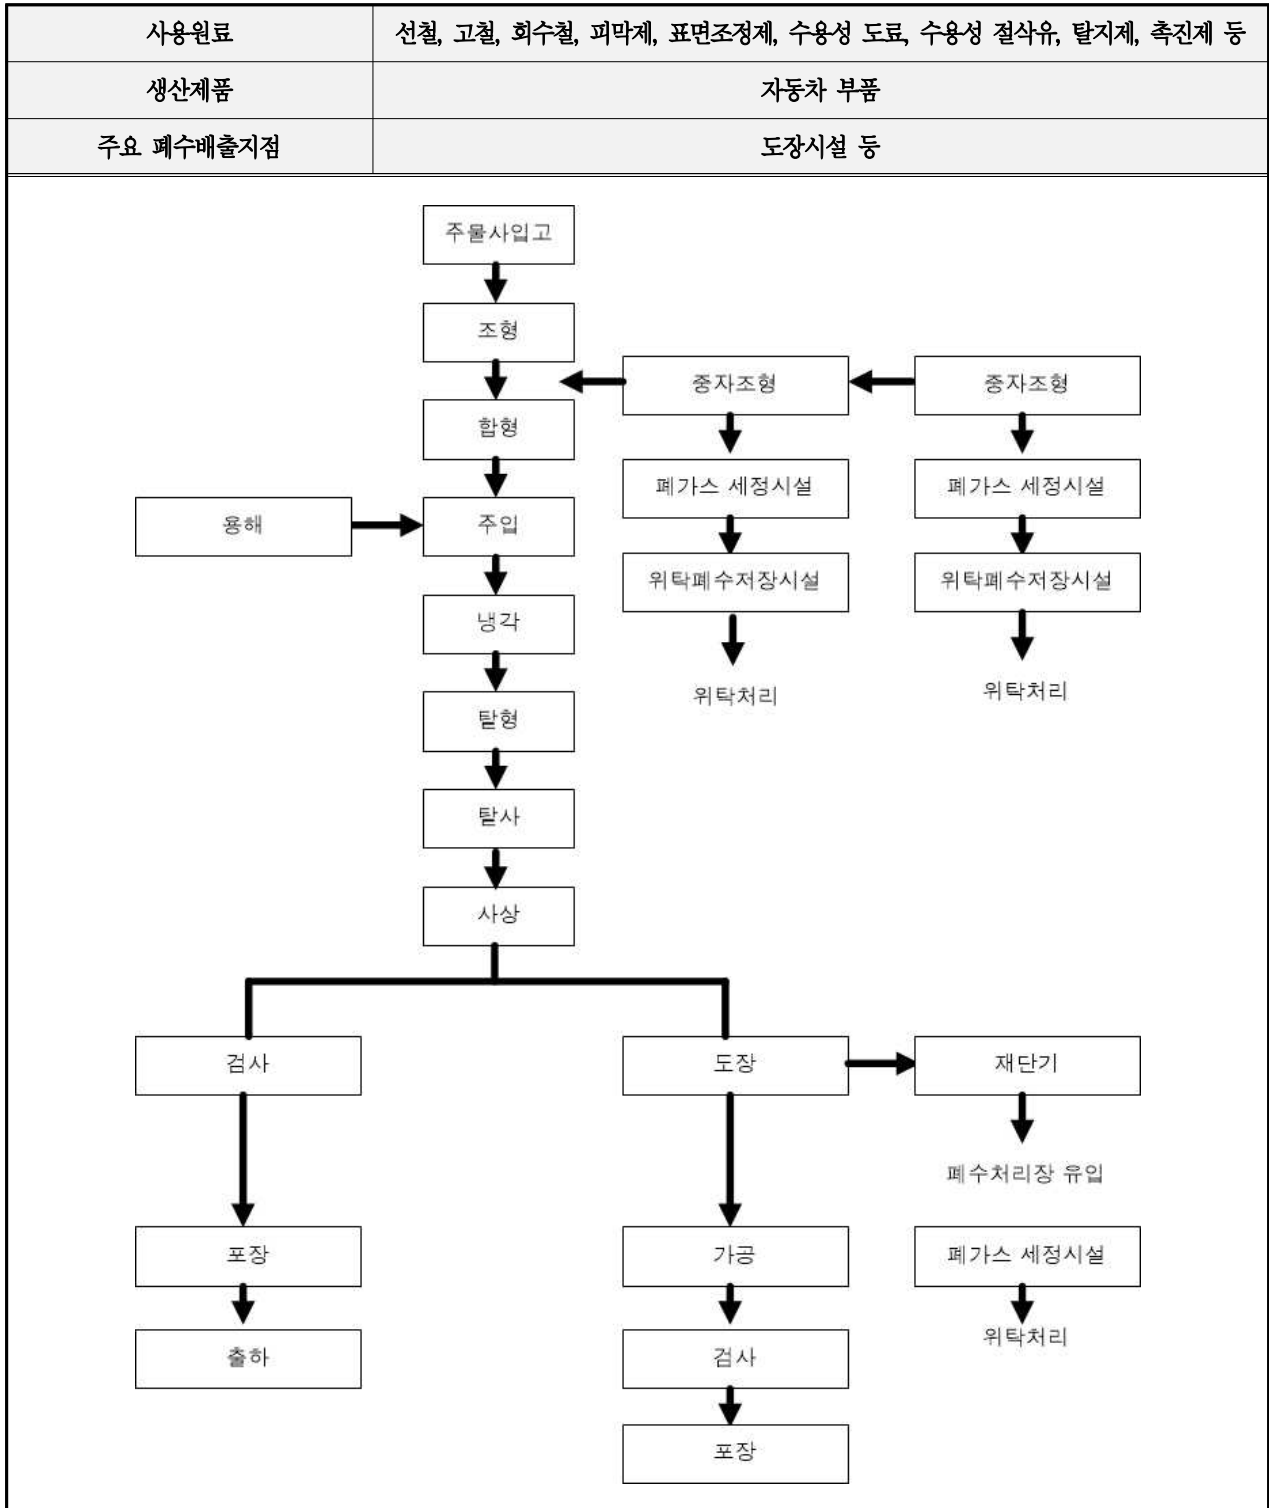 사용원료 선철, 고철, 회수철, 피막제, 표면조정제, 수용성 도료, 수용성 절삭유, 탈지제, 촉진제 등
생산제품 자동차 부품
주요 폐수배출지점 도장시설 등
주물사입고
조형
중자조형 중자조형
합형
폐가스 세정시설 폐가스 세정시설
용해 주입
위탁폐수저장시설 위탁폐수저장시설
냉각
위탁처리 위탁처리
탈형
탈사
사상
검사 도장 재단기
폐수처리장 유입
포장 가공 폐가스 세정시설
위탁처리
출하 검사
포장